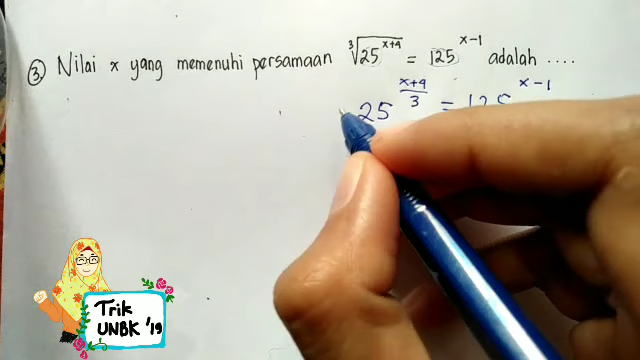 3. Nilai x yang memenuhi persamaan ∛25^(x+4) = 125^(x-1) adalah ....
25^((x+4)/3) = 125^(x-1)
Trik
UNBK '19